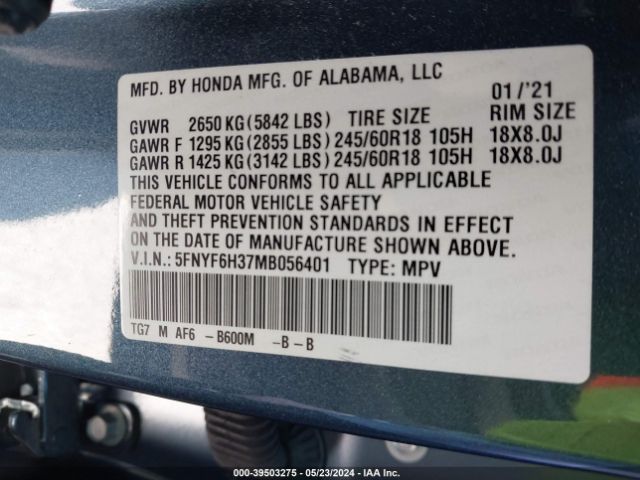 MFD. BY HONDA MFG. OF ALABAMA, LLC
01/'21
GVWR 2650 KG (5842 LBS) TIRE SIZE RIM SIZE
GAWR F 1295 KG (2855 LBS) 245/60R18 105H 18X8.0J
GAWR R 1425 KG (3142 LBS) 245/60R18 105H 18X8.0J
THIS VEHICLE CONFORMS TO ALL APPLICABLE
FEDERAL MOTOR VEHICLE SAFETY
AND THEFT PREVENTION STANDARDS IN EFFECT
ON THE DATE OF MANUFACTURE SHOWN ABOVE.
V.I.N.: 5FNYF6H37MB056401 TYPE: MPV
TG7 M AF6 -B600M -B-B
000-39503275 - 05/23/2024 - IAA Inc.